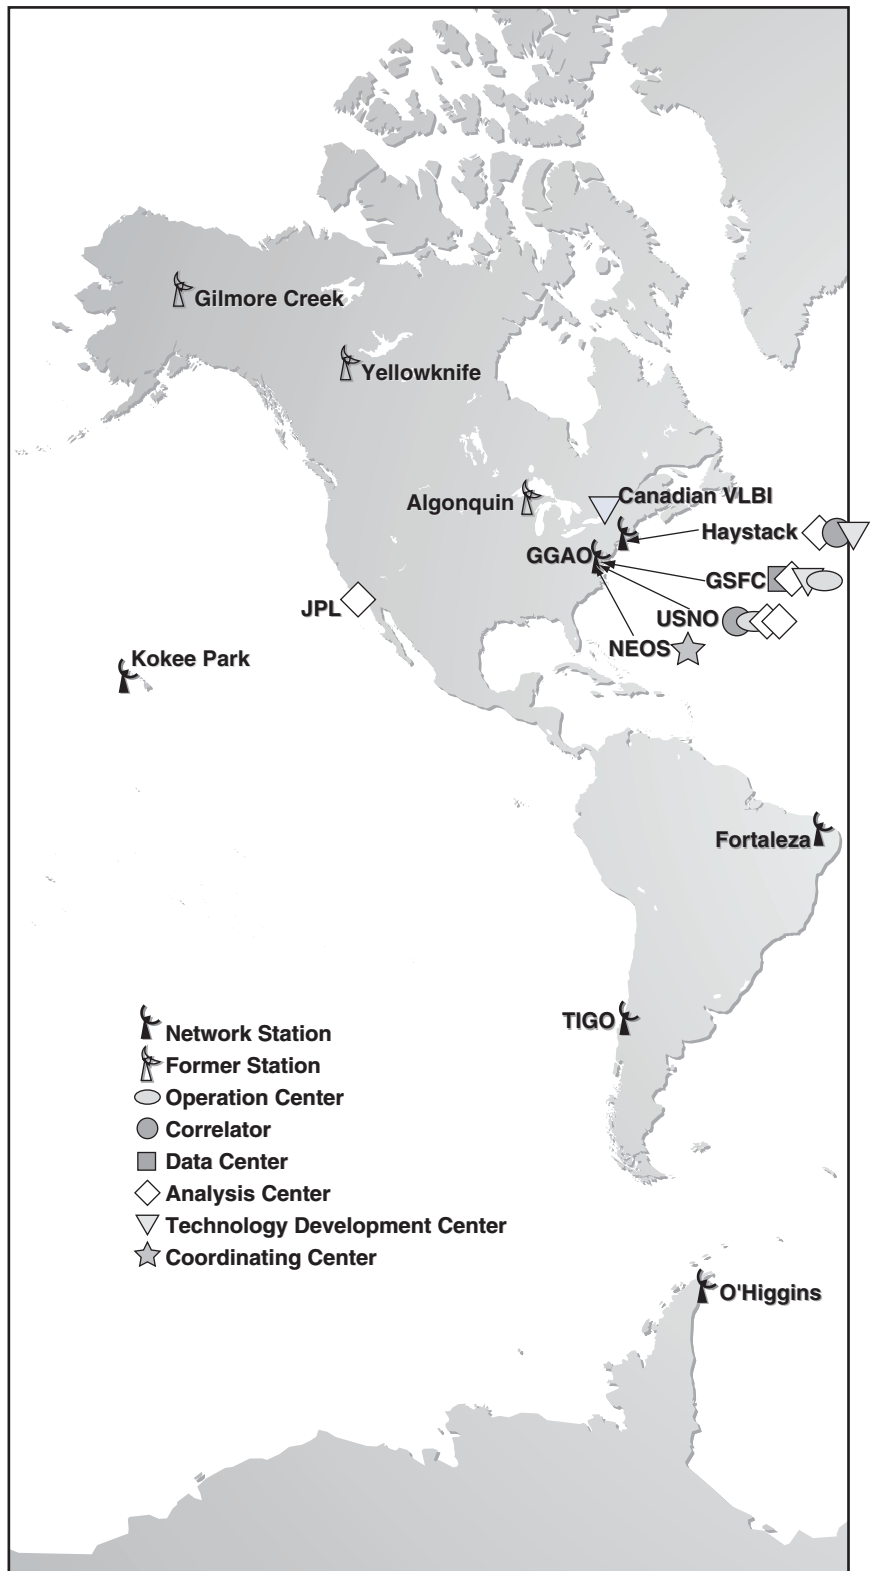 Gilmore Creek
Yellowknife
Algonquin
Canadian VLBI
Haystack
GGAO
GSFC
JPL
USNO
NEOS
Kokee Park
Fortaleza
TIGO
Network Station
Former Station
Operation Center
Correlator
Data Center
Analysis Center
Technology Development Center
Coordinating Center
O'Higgins